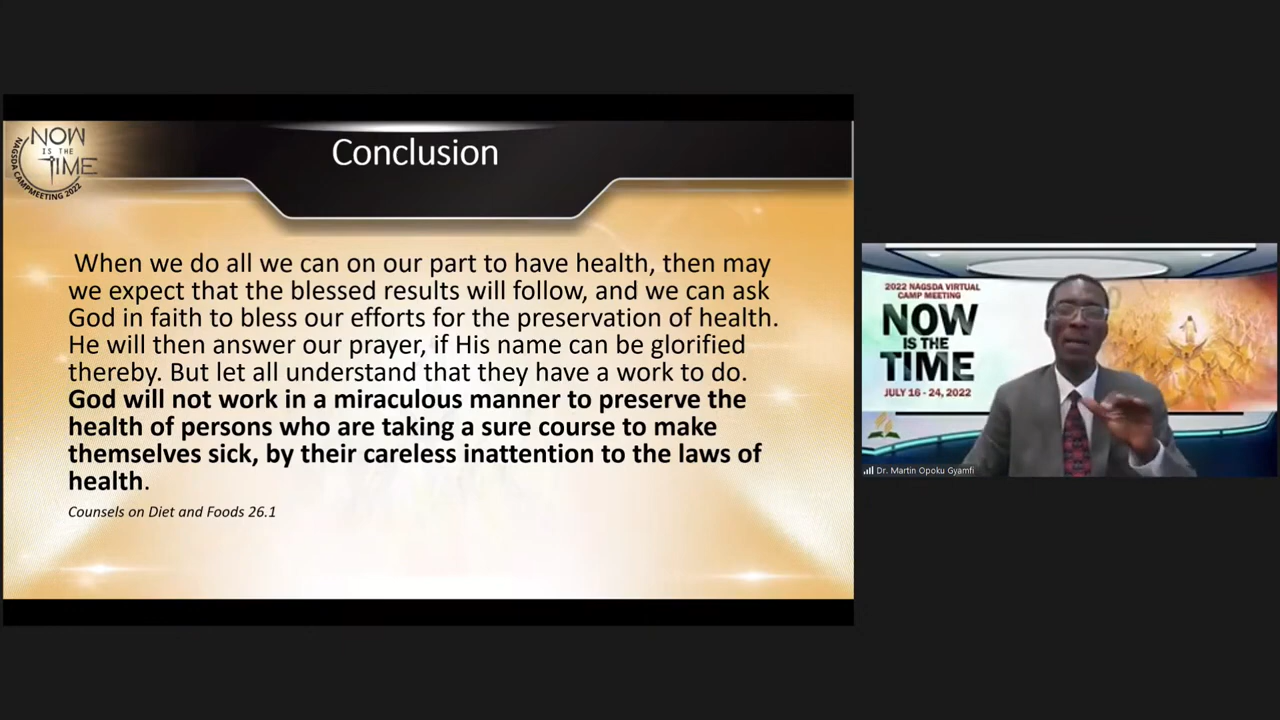 NOW
IS THE
TIME
NAGSDA CAMPMEETING 2022
Conclusion
When we do all we can on our part to have health, then may
we expect that the blessed results will follow, and we can ask
God in faith to bless our efforts for the preservation of health.
He will then answer our prayer, if His name can be glorified
thereby. But let all understand that they have a work to do.
God will not work in a miraculous manner to preserve the
health of persons who are taking a sure course to make
themselves sick, by their careless inattention to the laws of
health.
Counsels on Diet and Foods 26.1
2022 NAGSDA VIRTUAL
CAMP MEETING
NOW
IS THE
TIME
JULY 16 - 24, 2022
Dr. Martin Opoku Gyamfi